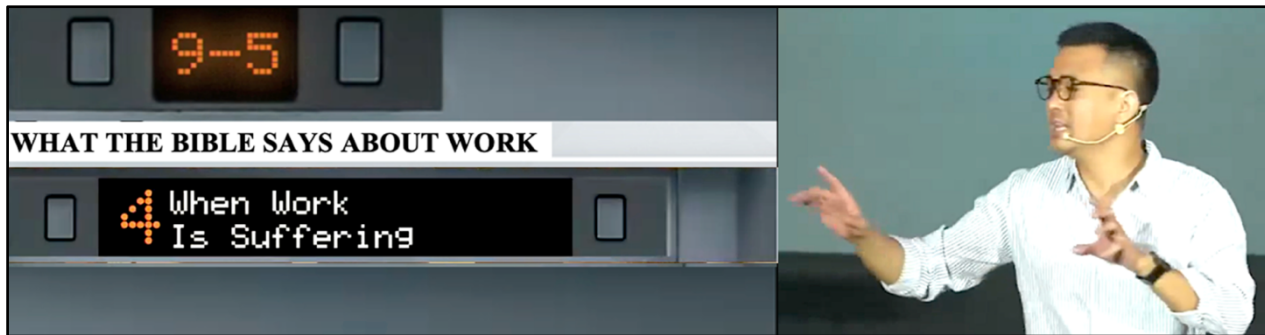 9-5
WHAT THE BIBLE SAYS ABOUT WORK
4 When Work
Is Suffering